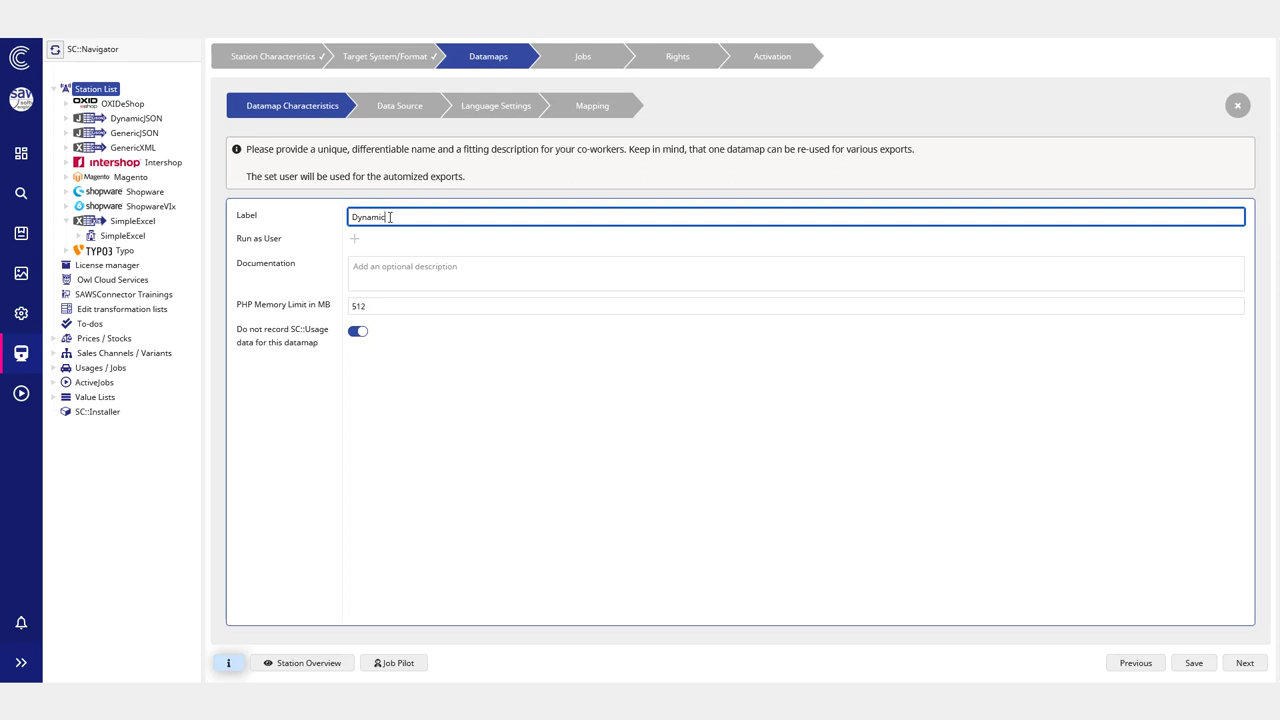 SC::Navigator
Station List
OXID eshop OXIDeShop
DynamicJSON
GenericJSON
GenericXML
intershop Intershop
Magento Magento
shopware Shopware
shopware ShopwareVIx
SimpleExcel
SimpleExcel
TYPO3 Typo
License manager
Owl Cloud Services
SAWSConnector Trainings
Edit transformation lists
To-dos
Prices / Stocks
Sales Channels / Variants
Usages / Jobs
ActiveJobs
Value Lists
SC::Installer
Station Characteristics ✓ Target System/Format ✓ Datamaps Jobs Rights Activation
Datamap Characteristics Data Source Language Settings Mapping
Please provide a unique, differentiable name and a fitting description for your co-workers. Keep in mind, that one datamap can be re-used for various exports.
The set user will be used for the automized exports.
Label Dynamic
Run as User
Documentation Add an optional description
PHP Memory Limit in MB 512
Do not record SC::Usage
data for this datamap
i Station Overview Job Pilot Previous Save Next